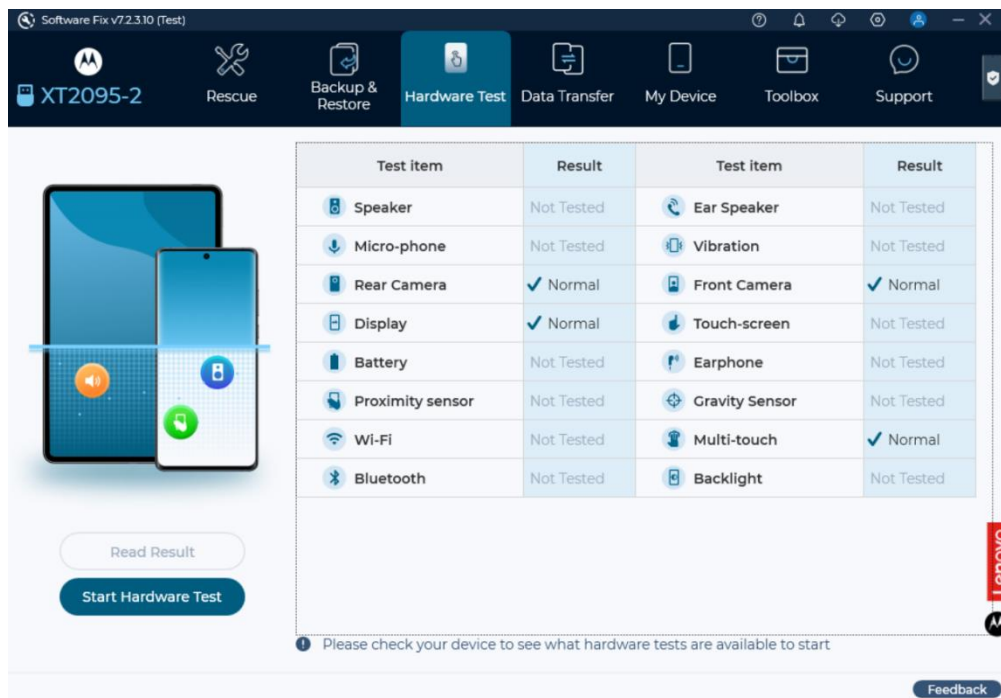 Software Fix v7.2.3.10 (Test)
XT2095-2
Rescue
Backup &
Restore
Hardware Test
Data Transfer
My Device
Toolbox
Support
Test item Result Test item Result
Speaker Not Tested Ear Speaker Not Tested
Micro-phone Not Tested Vibration Not Tested
Rear Camera Normal Front Camera Normal
Display Normal Touch-screen Not Tested
Battery Not Tested Earphone Not Tested
Proximity sensor Not Tested Gravity Sensor Not Tested
Wi-Fi Not Tested Multi-touch Normal
Bluetooth Not Tested Backlight Not Tested
Read Result
Start Hardware Test
Lenovo
Please check your device to see what hardware tests are available to start
Feedback